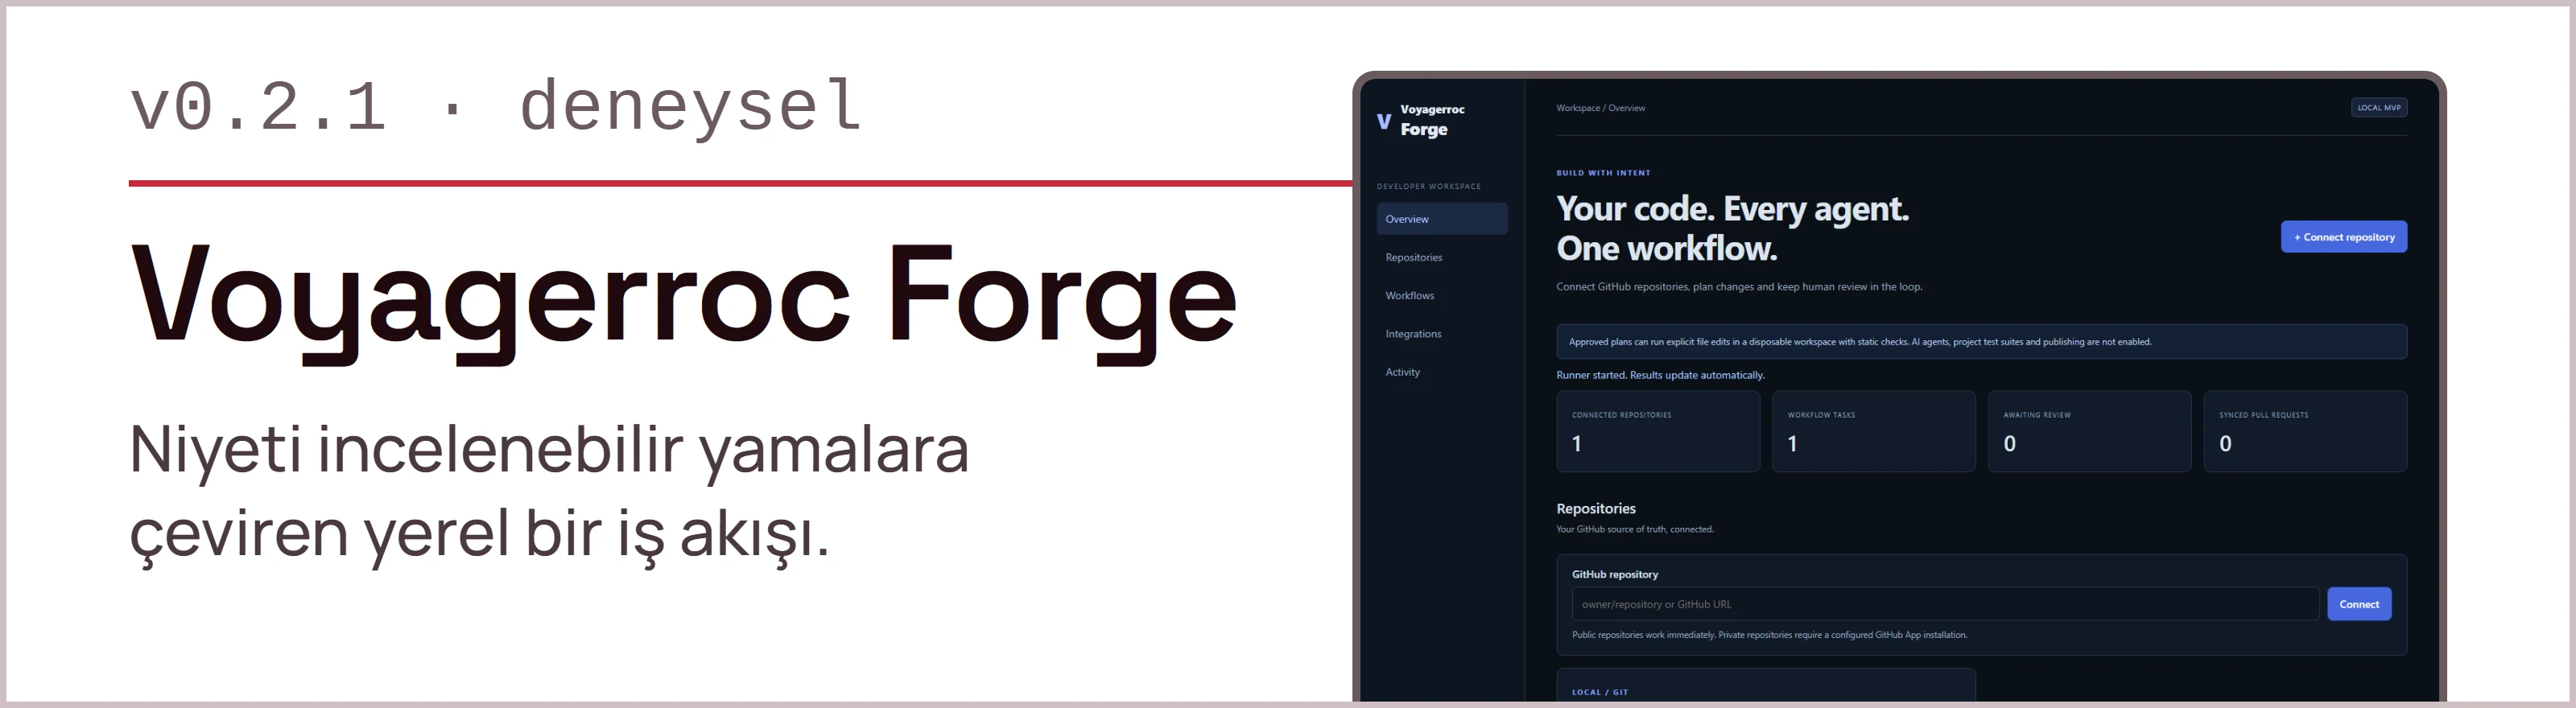 v0.2.1 · deneysel
Voyagerroc Forge
Niyeti incelenebilir yamalara
çeviren yerel bir iş akışı.
V
Voyagerroc
Forge
DEVELOPER WORKSPACE
Overview
Repositories
Workflows
Integrations
Activity
Workspace / Overview
LOCAL MVP
BUILD WITH INTENT
Your code. Every agent.
One workflow.
+ Connect repository
Connect GitHub repositories, plan changes and keep human review in the loop.
Approved plans can run explicit file edits in a disposable workspace with static checks. AI agents, project test suites and publishing are not enabled.
Runner started. Results update automatically.
CONNECTED REPOSITORIES
1
WORKFLOW TASKS
1
AWAITING REVIEW
0
SYNCED PULL REQUESTS
0
Repositories
Your GitHub source of truth, connected.
GitHub repository
owner/repository or GitHub URL
Connect
Public repositories work immediately. Private repositories require a configured GitHub App installation.
LOCAL / GIT